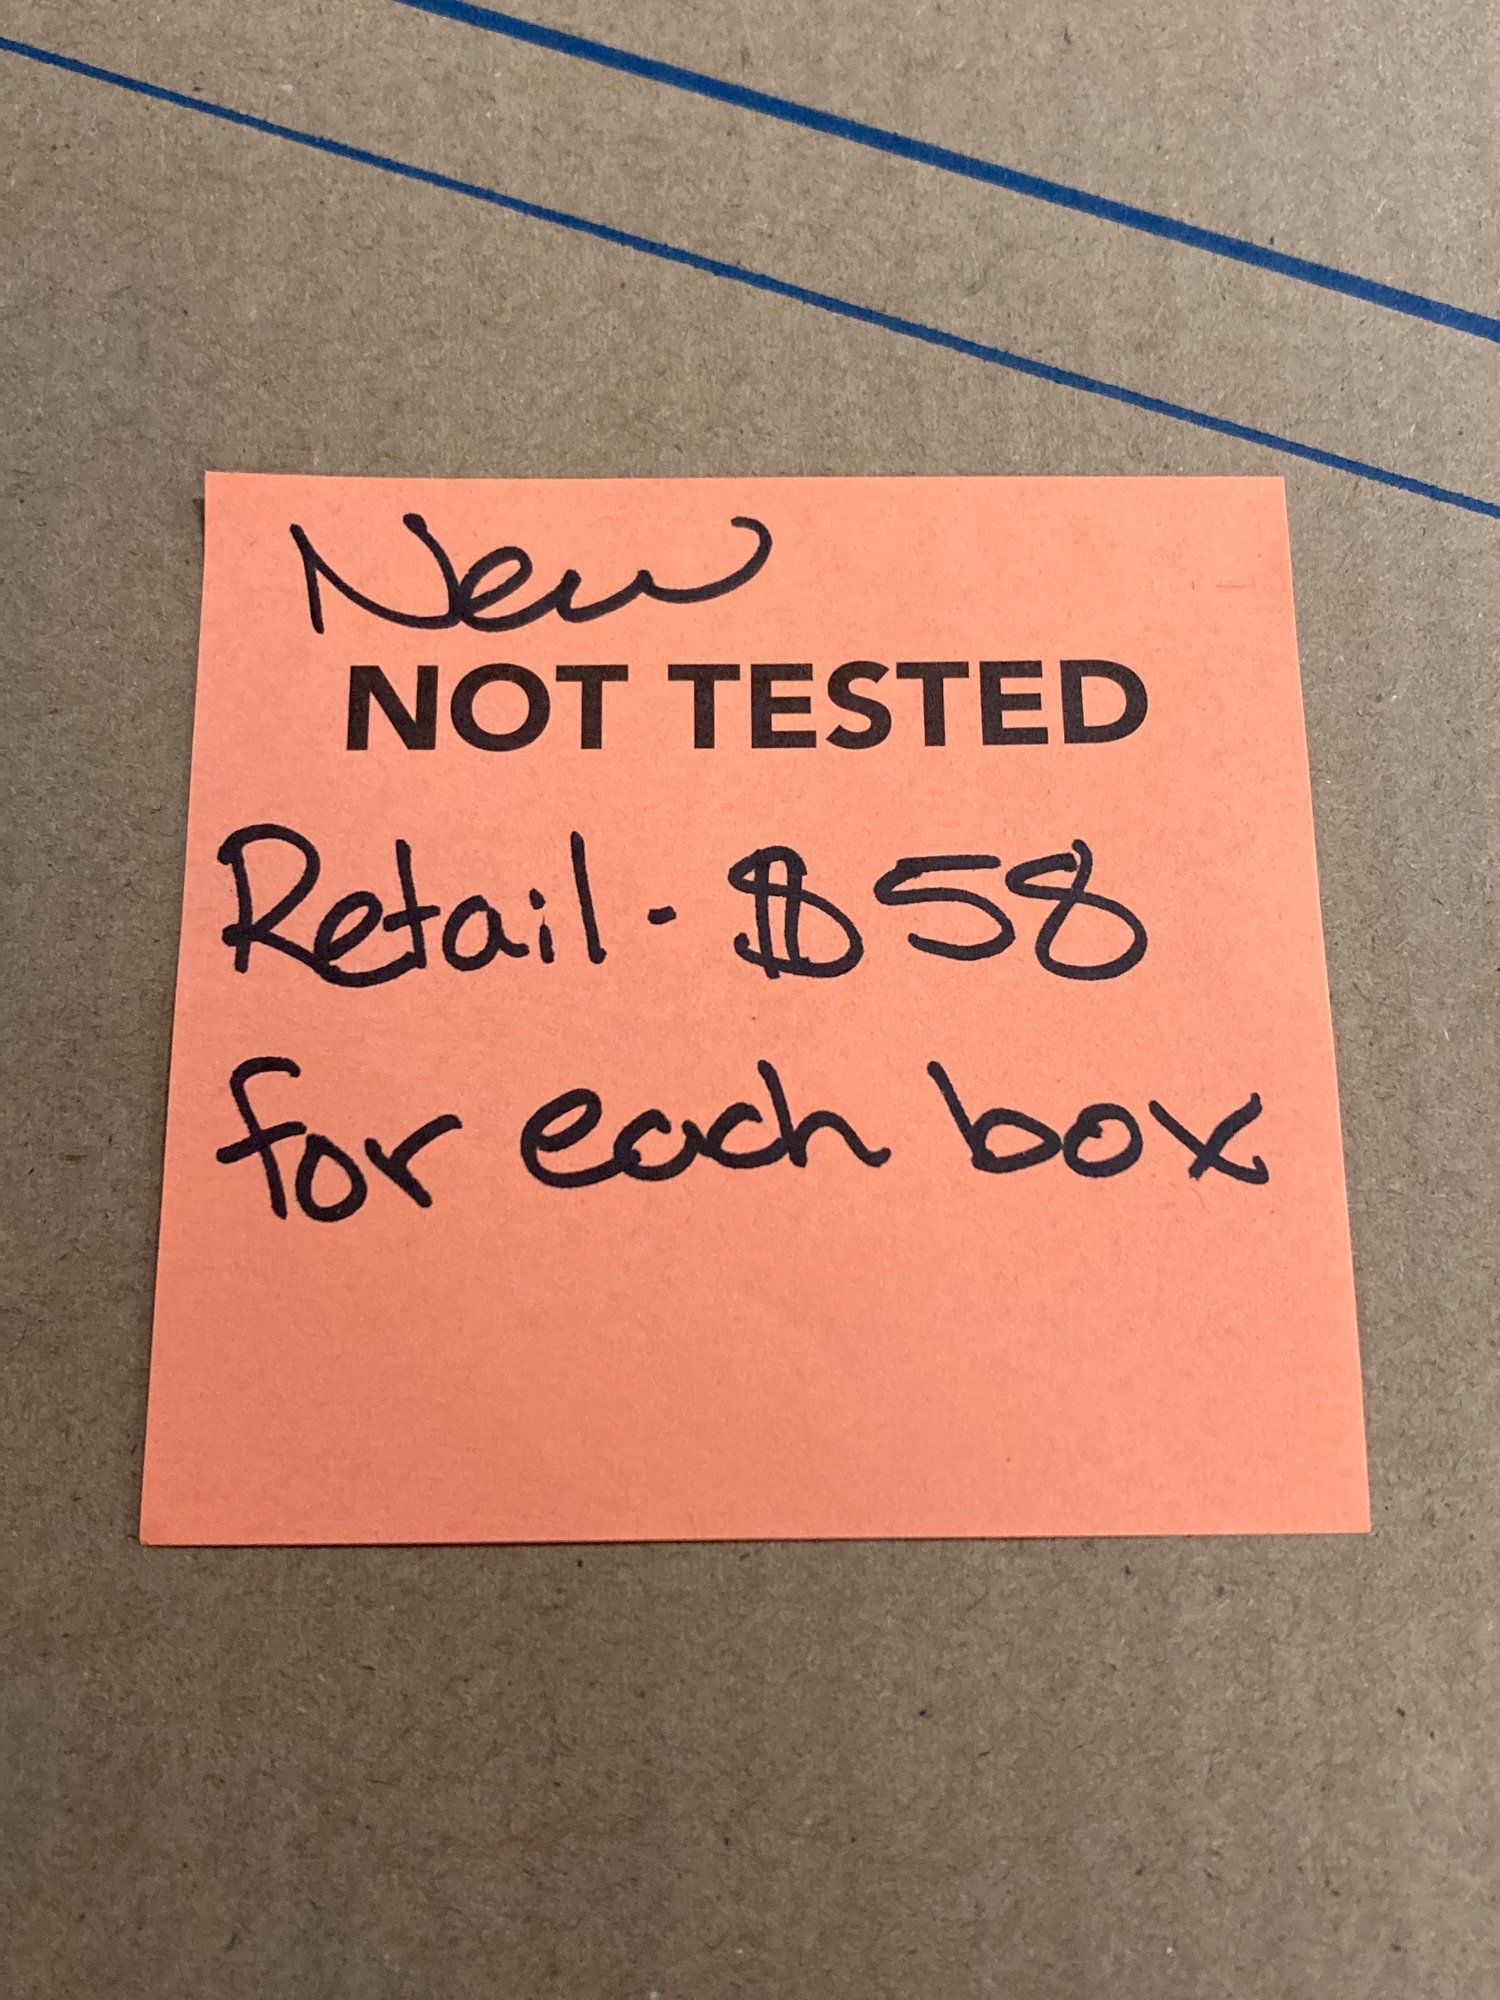 New
NOT TESTED
Retail - $58
for each box